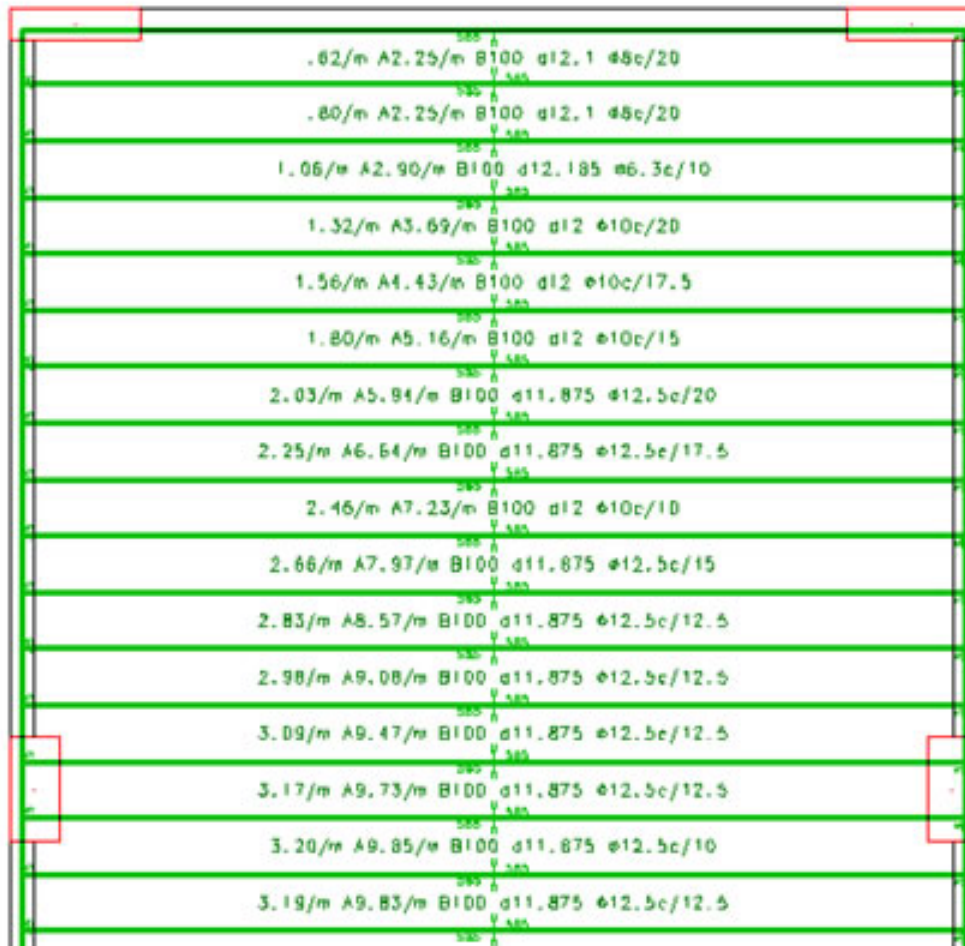 .62/m A2.25/m B100 d12.1 φ8c/20
.80/m A2.25/m B100 d12.1 φ8c/20
1.06/m A2.90/m B100 d12.185 φ6.3c/10
1.32/m A3.69/m B100 d12 φ10c/20
1.56/m A4.43/m B100 d12 φ10c/17.5
1.80/m A5.16/m B100 d12 φ10c/15
2.03/m A5.94/m B100 d11.875 φ12.5c/20
2.25/m A6.64/m B100 d11.875 φ12.5c/17.5
2.46/m A7.23/m B100 d12 φ10c/10
2.66/m A7.97/m B100 d11.875 φ12.5c/15
2.83/m A8.57/m B100 d11.875 φ12.5c/12.5
2.98/m A9.08/m B100 d11.875 φ12.5c/12.5
3.09/m A9.47/m B100 d11.875 φ12.5c/12.5
3.17/m A9.73/m B100 d11.875 φ12.5c/12.5
3.20/m A9.85/m B100 d11.875 φ12.5c/10
3.19/m A9.83/m B100 d11.875 φ12.5c/12.5